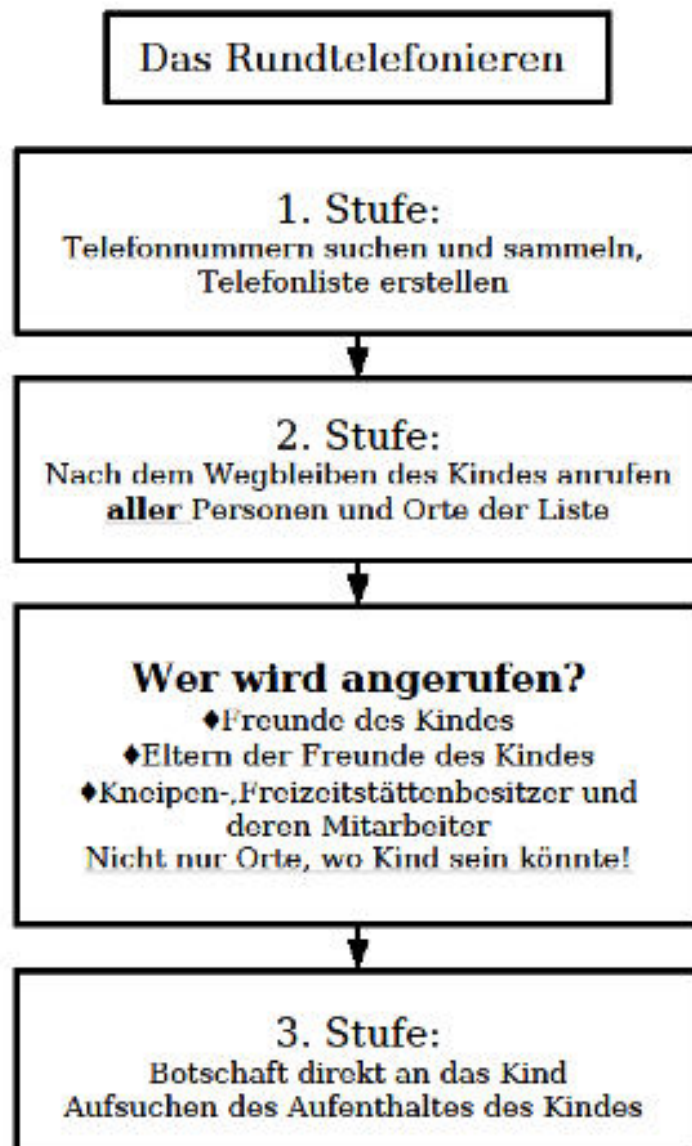 Das Rundtelefonieren
1. Stufe:
Telefonnummern suchen und sammeln,
Telefonliste erstellen
2. Stufe:
Nach dem Wegbleiben des Kindes anrufen
aller Personen und Orte der Liste
Wer wird angerufen?
♦Freunde des Kindes
♦Eltern der Freunde des Kindes
♦Kneipen-,Freizeitstättenbesitzer und
deren Mitarbeiter
Nicht nur Orte, wo Kind sein könnte!
3. Stufe:
Botschaft direkt an das Kind
Aufsuchen des Aufenthaltes des Kindes